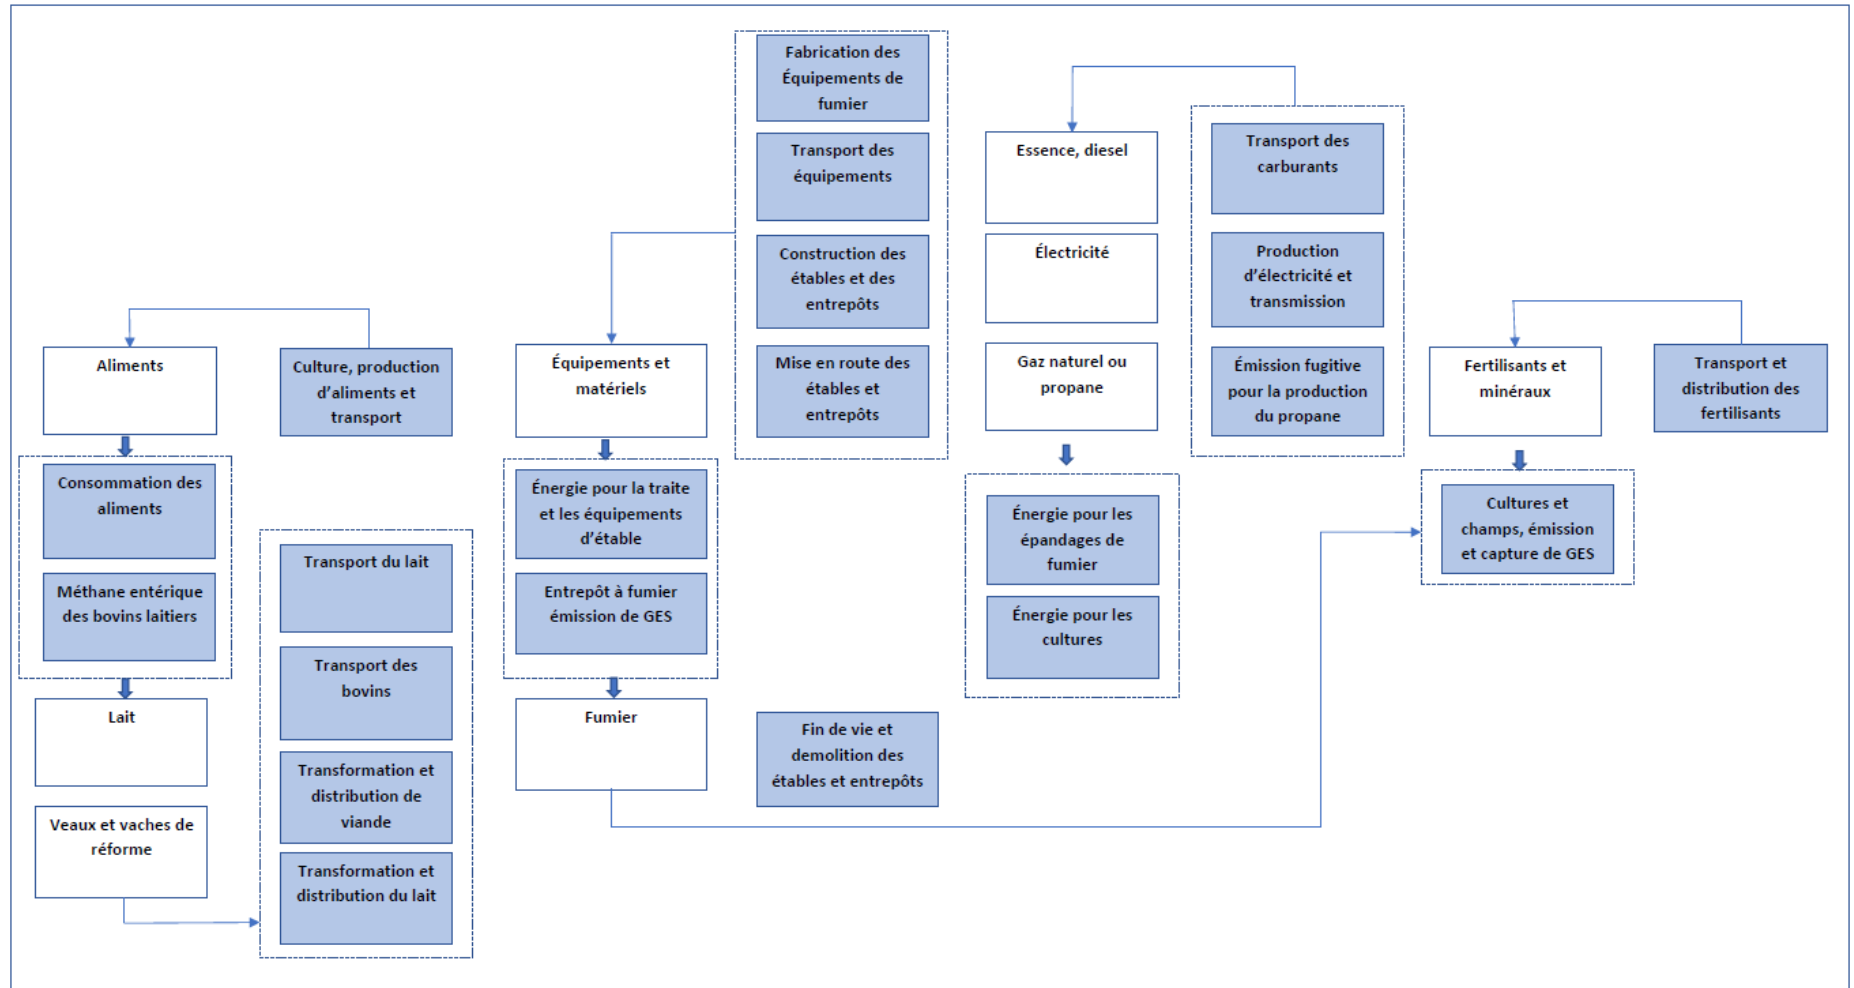 Fabrication des
Équipements de
fumier
Transport des
équipements
Construction des
étables et des
entrepôts
Mise en route des
étables et
entrepôts
Essence, diesel
Électricité
Gaz naturel ou
propane
Transport des
carburants
Production
d’électricité et
transmission
Émission fugitive
pour la production
du propane
Aliments
Culture, production
d’aliments et
transport
Équipements et
matériels
Fertilisants et
minéraux
Transport et
distribution des
fertilisants
Consommation des
aliments
Méthane entérique
des bovins laitiers
Lait
Veaux et vaches de
réforme
Transport du lait
Transport des
bovins
Transformation et
distribution de
viande
Transformation et
distribution du lait
Énergie pour la traite
et les équipements
d’étable
Entrepôt à fumier
émission de GES
Fumier
Fin de vie et
demolition des
étables et entrepôts
Énergie pour les
épandages de
fumier
Énergie pour les
cultures
Cultures et
champs, émission
et capture de GES